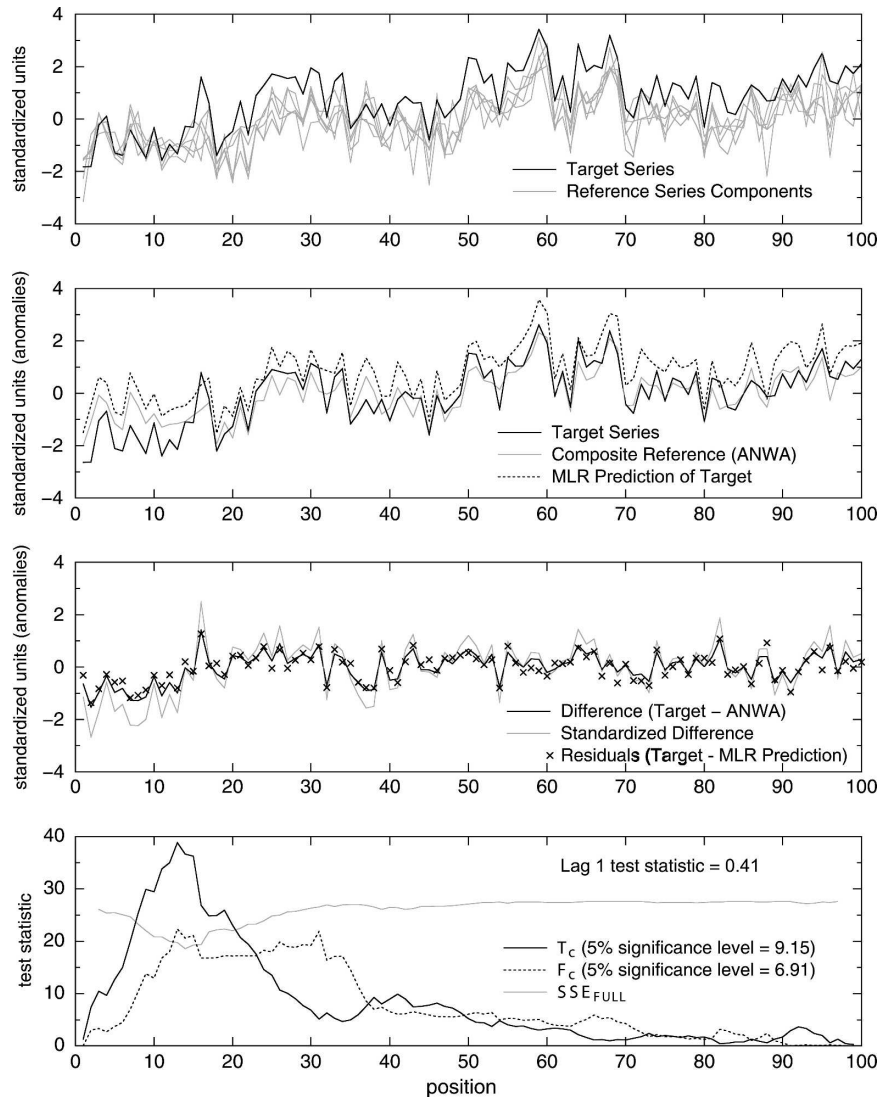 standardized units
4
2
0
−2
−4
0 10 20 30 40 50 60 70 80 90 100
Target Series
Reference Series Components
standardized units (anomalies)
4
2
0
−2
−4
0 10 20 30 40 50 60 70 80 90 100
Target Series
Composite Reference (ANWA)
MLR Prediction of Target
standardized units (anomalies)
4
2
0
−2
−4
0 10 20 30 40 50 60 70 80 90 100
Difference (Target − ANWA)
Standardized Difference
Residuals (Target - MLR Prediction)
test statistic
40
30
20
10
0
0 10 20 30 40 50 60 70 80 90 100
Lag 1 test statistic = 0.41
Tc (5% significance level = 9.15)
Fc (5% significance level = 6.91)
SSEFULL
position